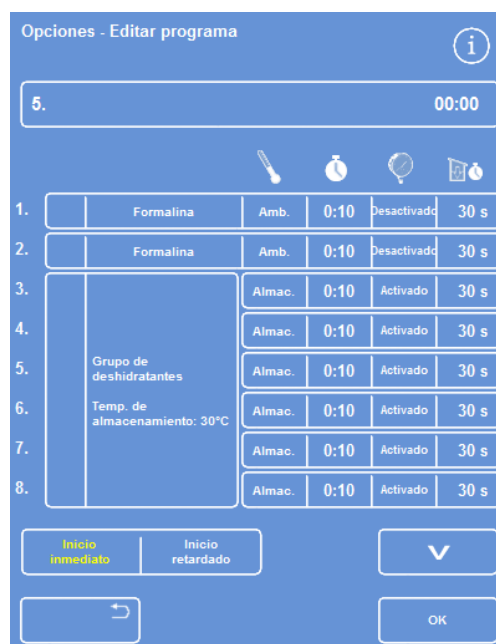 Opciones - Editar programa
i
5. 00:00
1. Formalina Amb. 0:10 Desactivado 30 s
2. Formalina Amb. 0:10 Desactivado 30 s
3. Almac. 0:10 Activado 30 s
4. Almac. 0:10 Activado 30 s
5. Grupo de deshidratantes Almac. 0:10 Activado 30 s
6. Temp. de almacenamiento: 30°C Almac. 0:10 Activado 30 s
7. Almac. 0:10 Activado 30 s
8. Almac. 0:10 Activado 30 s
Inicio inmediato Inicio retardado
OK